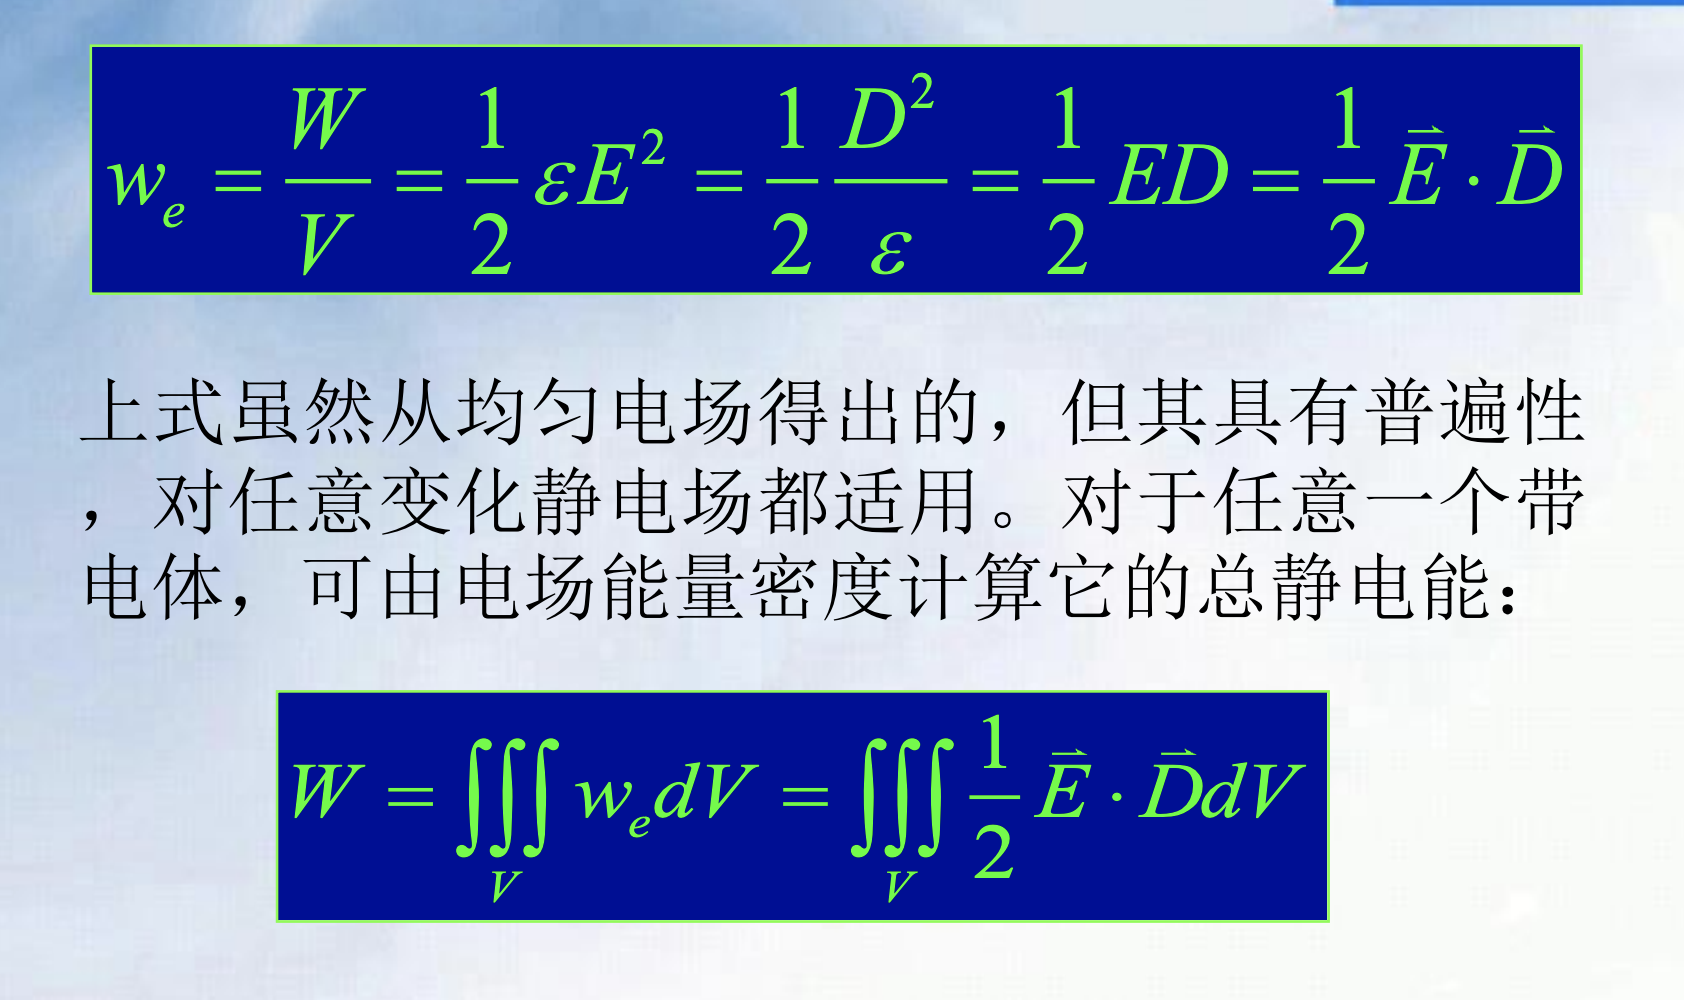 $w_e = \frac{W}{V} = \frac{1}{2}\varepsilon E^2 = \frac{1}{2}\frac{D^2}{\varepsilon} = \frac{1}{2}ED = \frac{1}{2}\vec{E}\cdot\vec{D}$
上式虽然从均匀电场得出的，但其具有普遍性
，对任意变化静电场都适用。对于任意一个带
电体，可由电场能量密度计算它的总静电能：
$W = \iiint\limits_V w_e dV = \iiint\limits_V \frac{1}{2}\vec{E}\cdot\vec{D}dV$